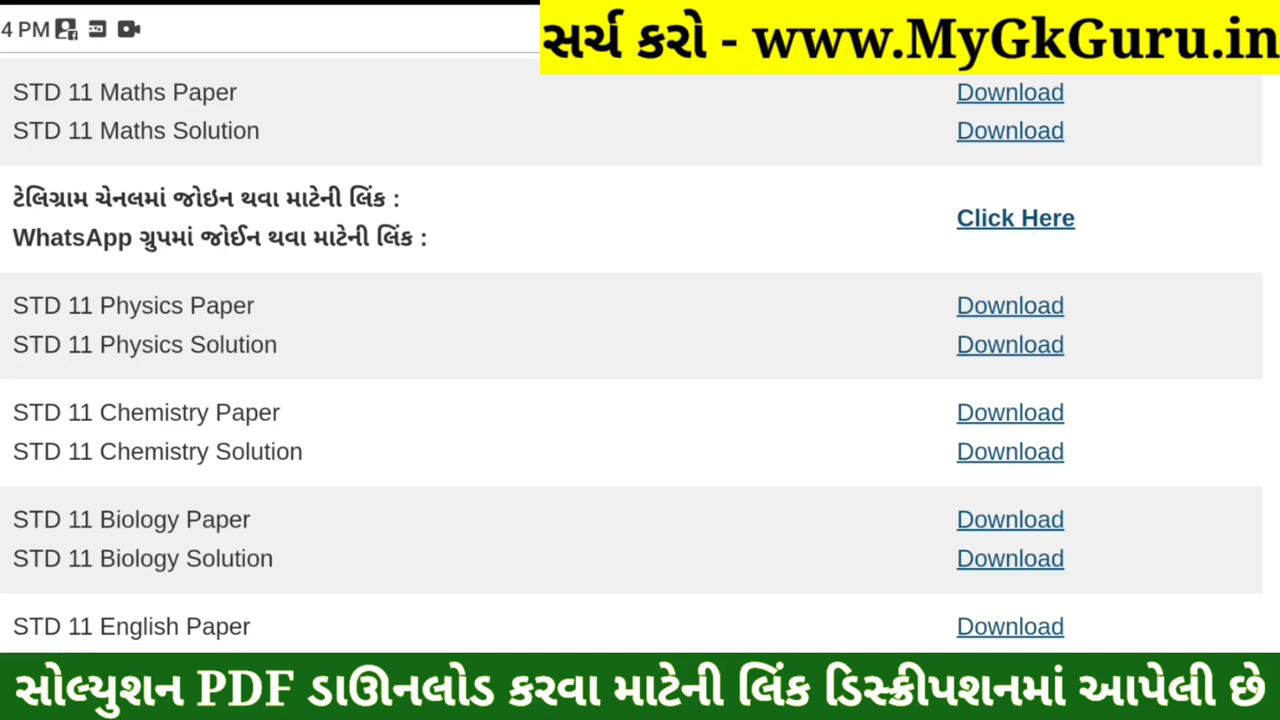 4 PM
સર્ચ કરો - www.MyGkGuru.in
STD 11 Maths Paper Download
STD 11 Maths Solution Download
ટેલિગ્રામ ચેનલમાં જોઇન થવા માટેની લિંક :
Click Here
WhatsApp ગ્રુપમાં જોઈન થવા માટેની લિંક :
STD 11 Physics Paper Download
STD 11 Physics Solution Download
STD 11 Chemistry Paper Download
STD 11 Chemistry Solution Download
STD 11 Biology Paper Download
STD 11 Biology Solution Download
STD 11 English Paper Download
સોલ્યુશન PDF ડાઊનલોડ કરવા માટેની લિંક ડિસ્ક્રીપશનમાં આપેલી છે